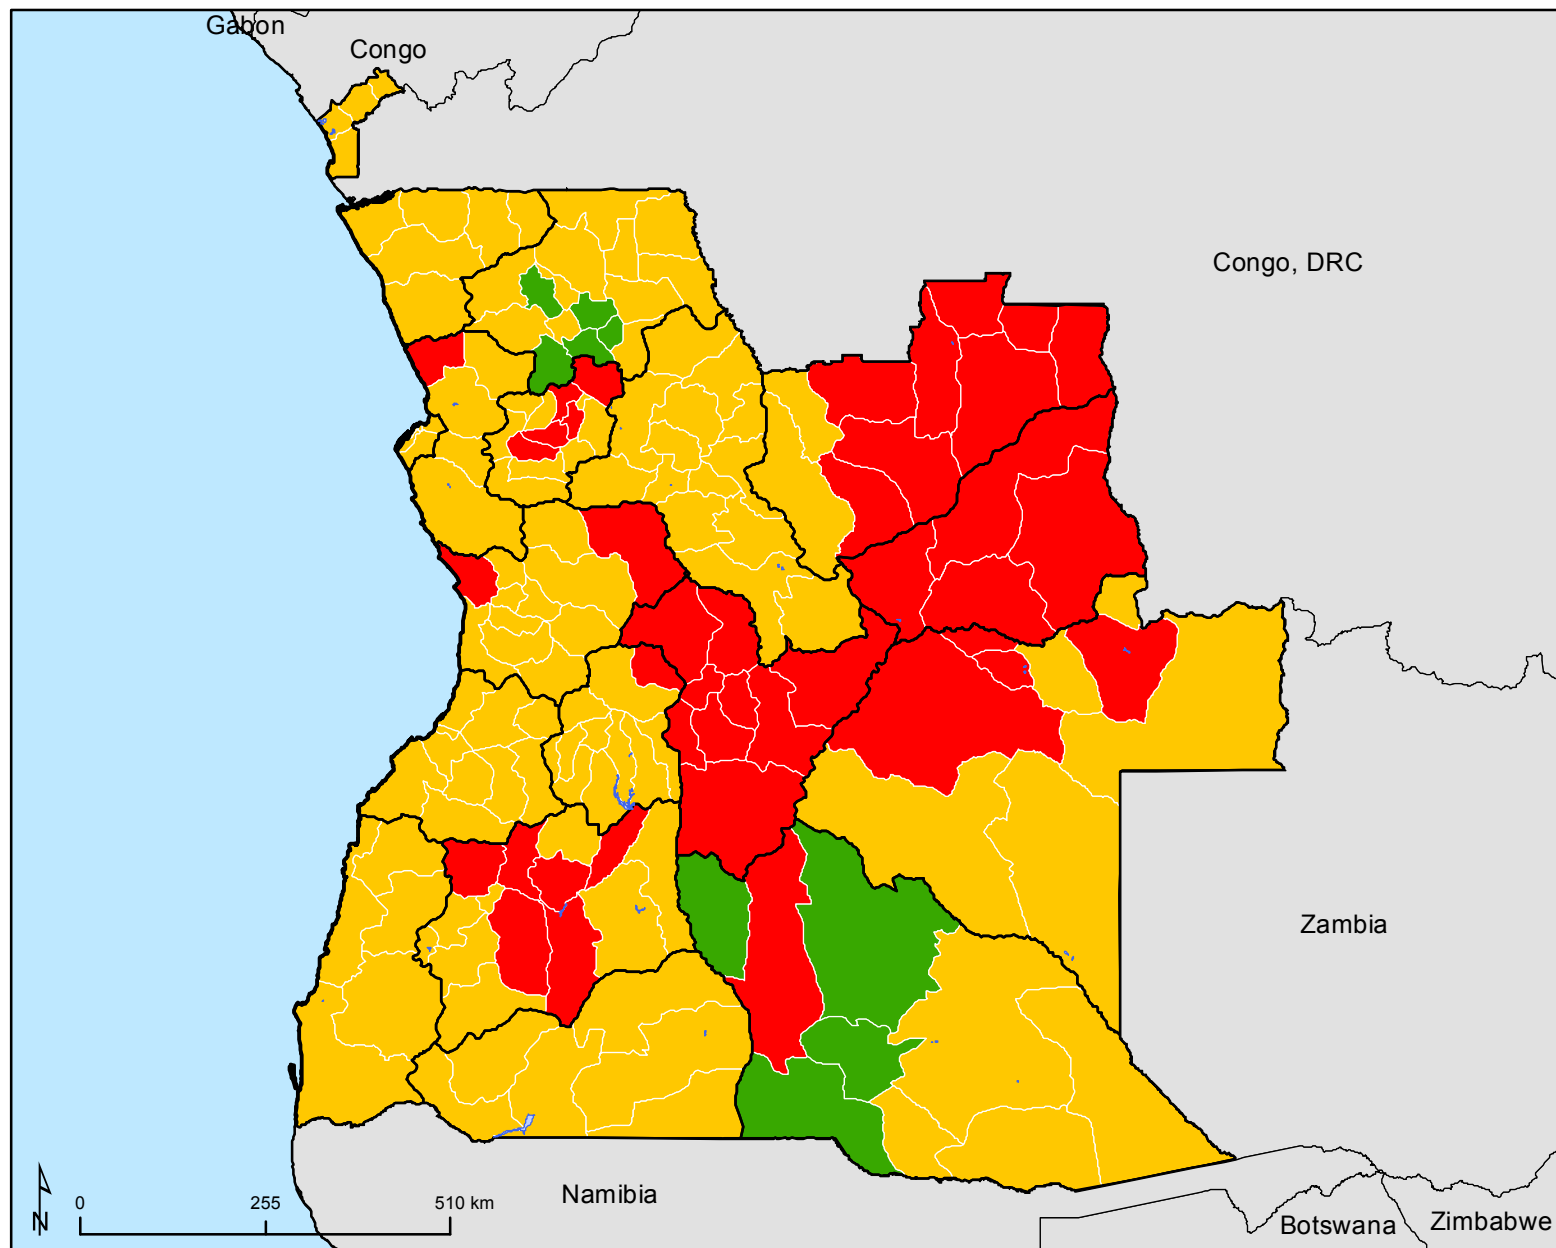 Gabon
Congo
Congo, DRC
Zambia
Namibia
Botswana
Zimbabwe
N
0 255 510 km